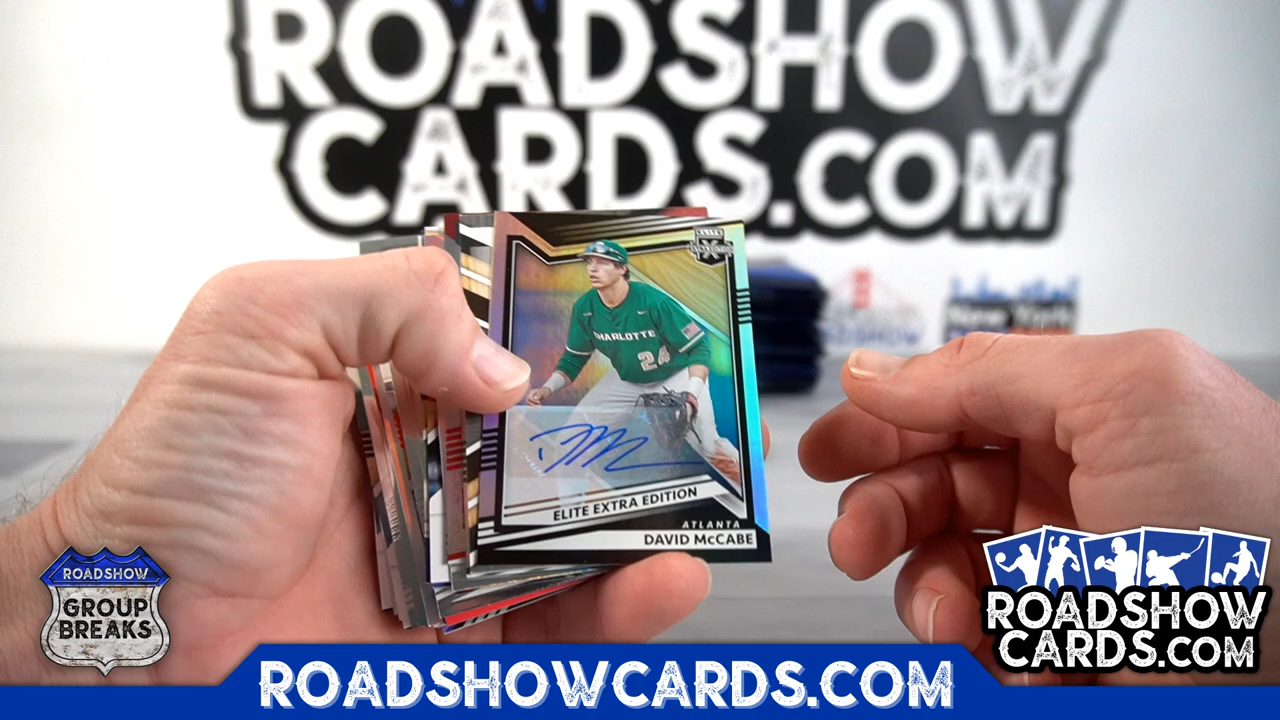 ROADSHOW
CARDS.COM
ELITE
CHARLOTTE
24
ELITE EXTRA EDITION
ATLANTA
DAVID McCABE
ROADSHOW
GROUP
BREAKS
ROADSHOW
CARDS.COM
ROADSHOWCARDS.COM